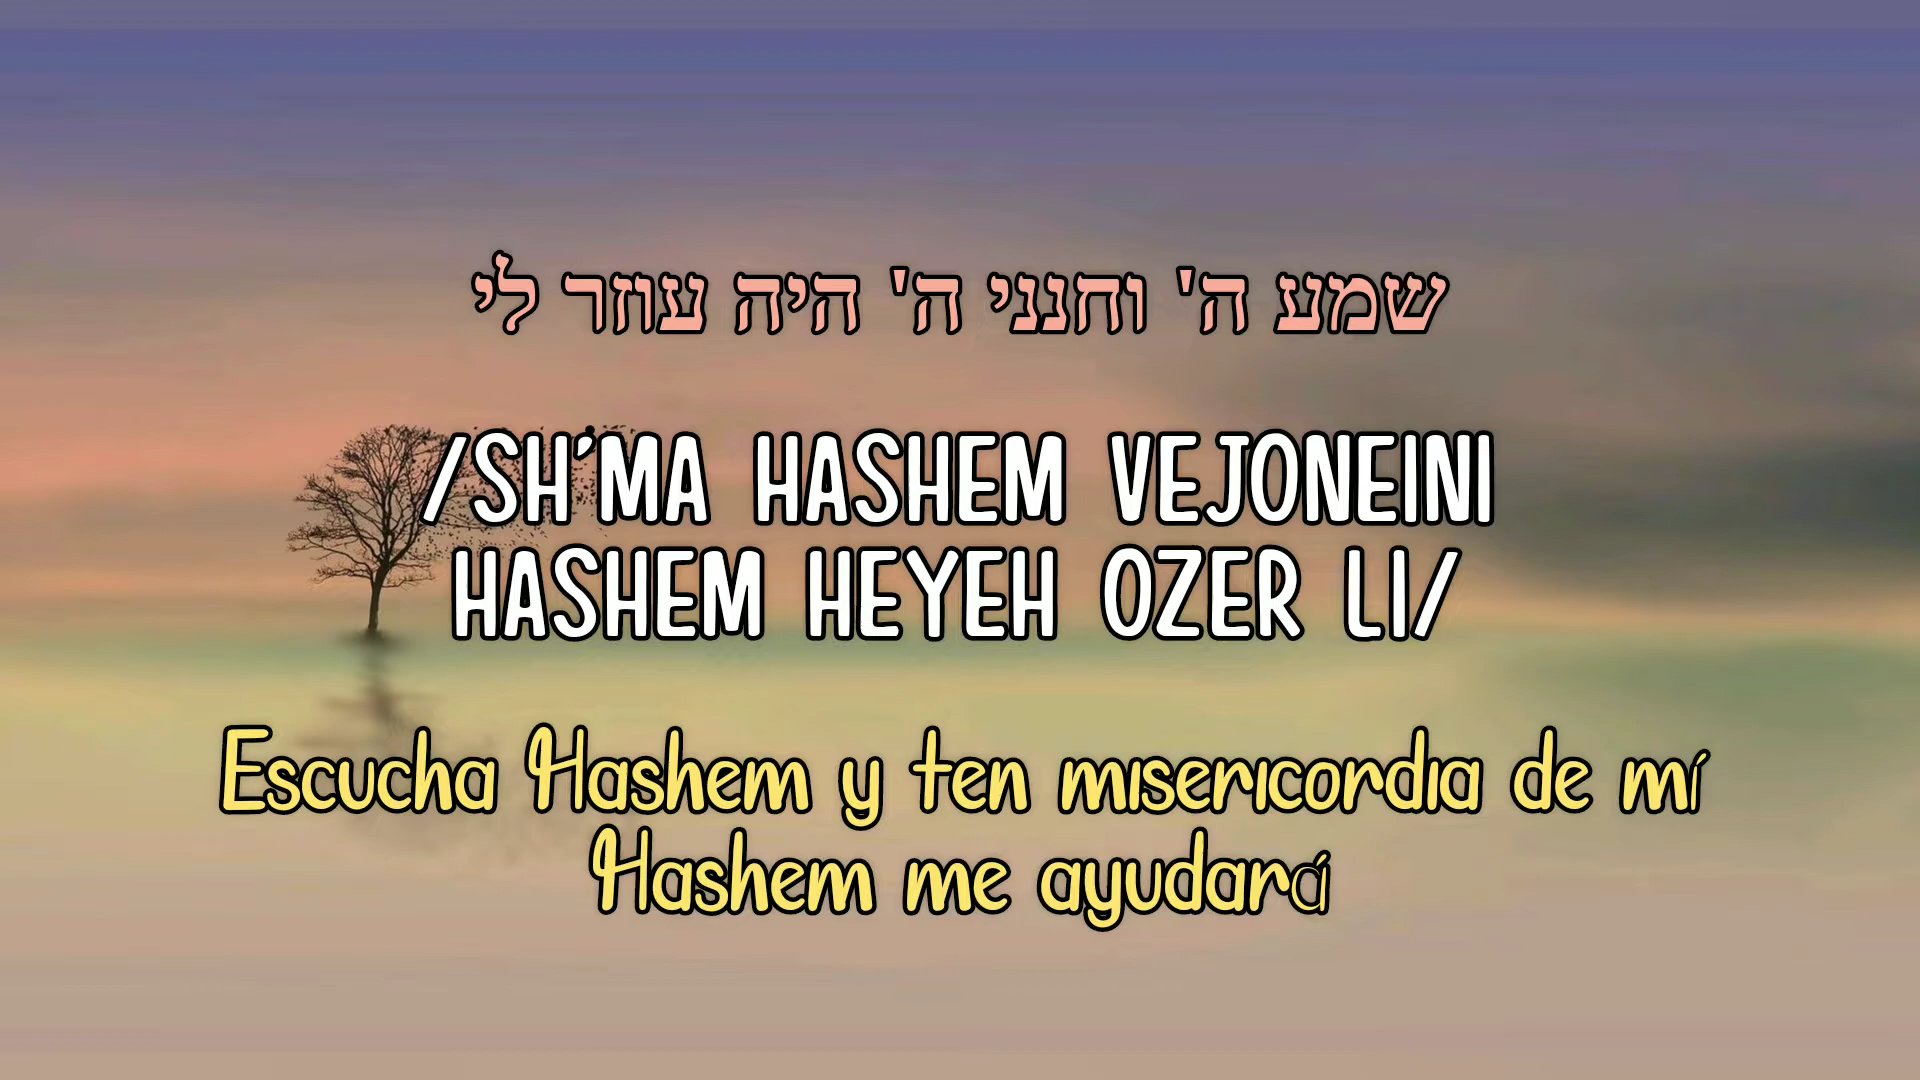 שמע ה' וחנני ה' היה עוזר לי
/SH'MA HASHEM VEJONEINI
HASHEM HEYEH OZER LI/
Escucha Hashem y ten misericordia de mí
Hashem me ayudará